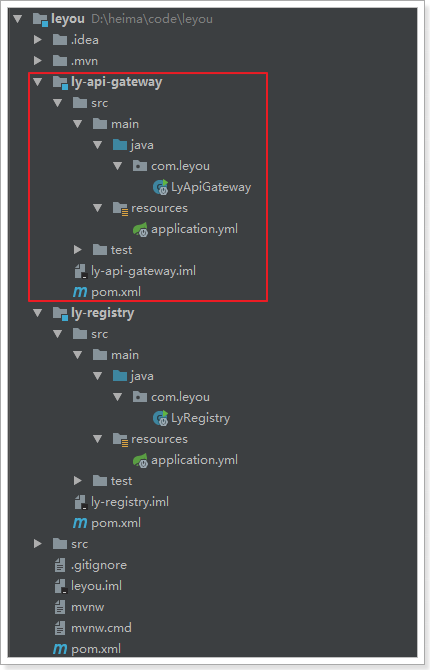 leyou D:\heima\code\leyou
.idea
.mvn
ly-api-gateway
src
main
java
com.leyou
LyApiGateway
resources
application.yml
test
ly-api-gateway.iml
pom.xml
ly-registry
src
main
java
com.leyou
LyRegistry
resources
application.yml
test
ly-registry.iml
pom.xml
src
.gitignore
leyou.iml
mvnw
mvnw.cmd
pom.xml